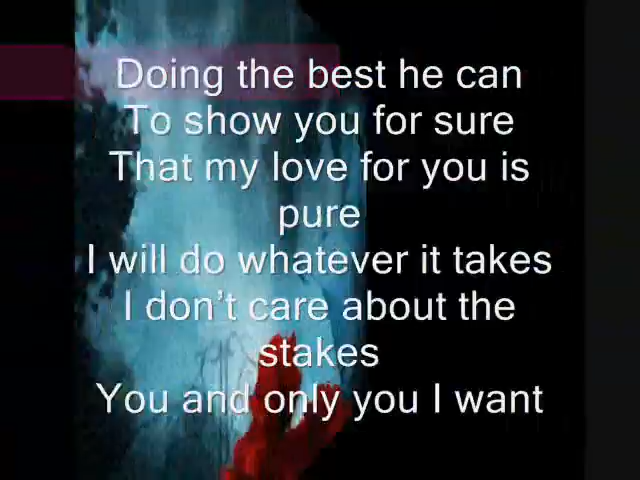 Doing the best he can
To show you for sure
That my love for you is
pure
I will do whatever it takes
I don’t care about the
stakes
You and only you I want